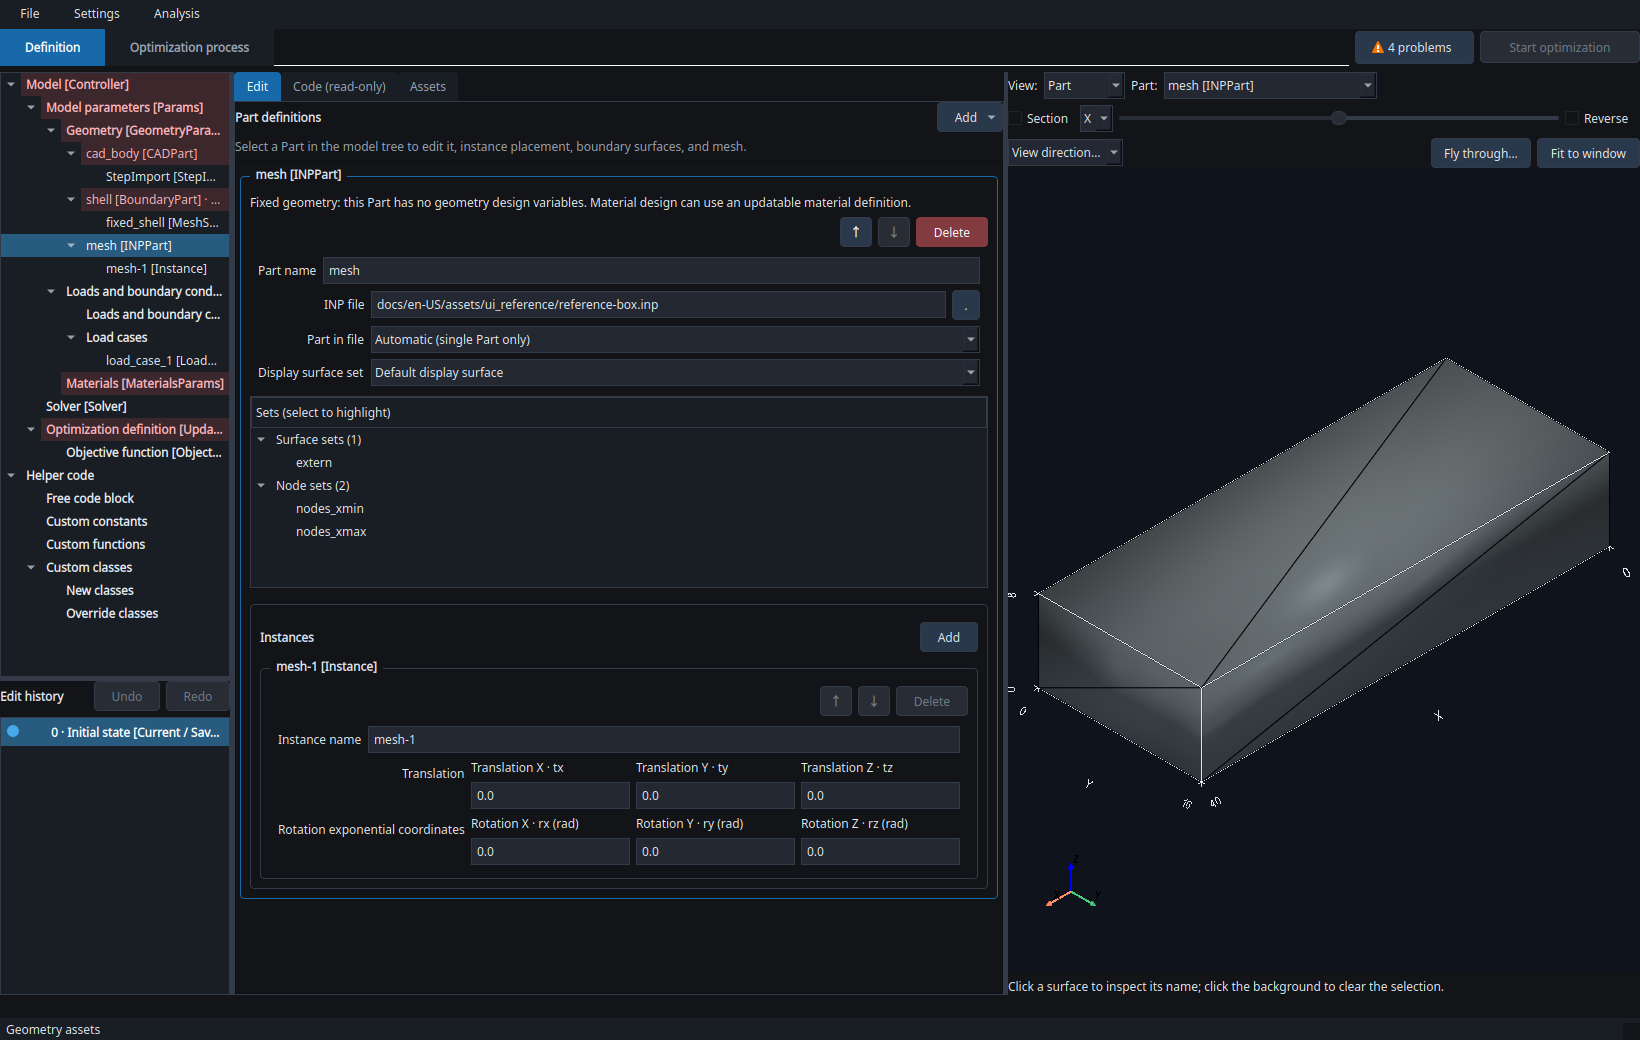 File Settings Analysis
Definition Optimization process 4 problems Start optimization
Model [Controller]
Model parameters [Params]
Geometry [GeometryPara...
cad_body [CADPart]
StepImport [StepI...
shell [BoundaryPart] · ...
fixed_shell [MeshS...
mesh [INPPart]
mesh-1 [Instance]
Loads and boundary cond...
Loads and boundary c...
Load cases
load_case_1 [Load...
Materials [MaterialsParams]
Solver [Solver]
Optimization definition [Upda...
Objective function [Object...
Helper code
Free code block
Custom constants
Custom functions
Custom classes
New classes
Override classes
Edit history Undo Redo
0 · Initial state [Current / Sav...
Edit Code (read-only) Assets
Part definitions Add
Select a Part in the model tree to edit it, instance placement, boundary surfaces, and mesh.
mesh [INPPart]
Fixed geometry: this Part has no geometry design variables. Material design can use an updatable material definition.
↑ ↓ Delete
Part name mesh
INP file docs/en-US/assets/ui_reference/reference-box.inp .
Part in file Automatic (single Part only)
Display surface set Default display surface
Sets (select to highlight)
Surface sets (1)
extern
Node sets (2)
nodes_xmin
nodes_xmax
Instances Add
mesh-1 [Instance]
↑ ↓ Delete
Instance name mesh-1
Translation Translation X · tx Translation Y · ty Translation Z · tz
0.0 0.0 0.0
Rotation exponential coordinates Rotation X · rx (rad) Rotation Y · ry (rad) Rotation Z · rz (rad)
0.0 0.0 0.0
View: Part Part: mesh [INPPart]
Section X Reverse
View direction... Fly through... Fit to window
8
0
0
0
X
Y
40
Z
Click a surface to inspect its name; click the background to clear the selection.
Geometry assets